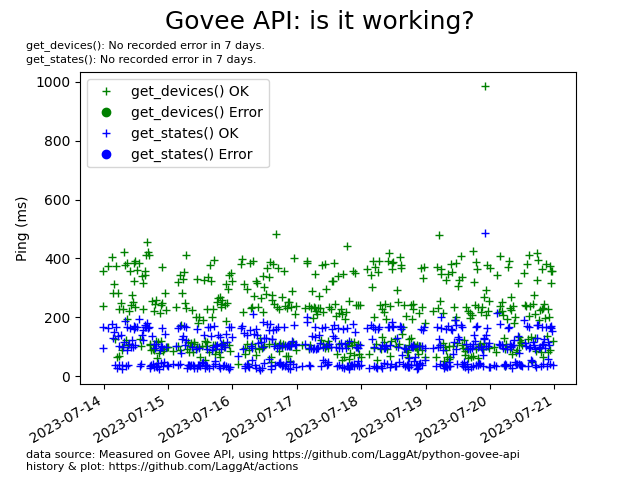 Govee API: is it working?
get_devices(): No recorded error in 7 days.
get_states(): No recorded error in 7 days.
get_devices() OK
get_devices() Error
get_states() OK
get_states() Error
Ping (ms)
1000
800
600
400
200
0
2023-07-14
2023-07-15
2023-07-16
2023-07-17
2023-07-18
2023-07-19
2023-07-20
2023-07-21
data source: Measured on Govee API, using https://github.com/LaggAt/python-govee-api
history & plot: https://github.com/LaggAt/actions